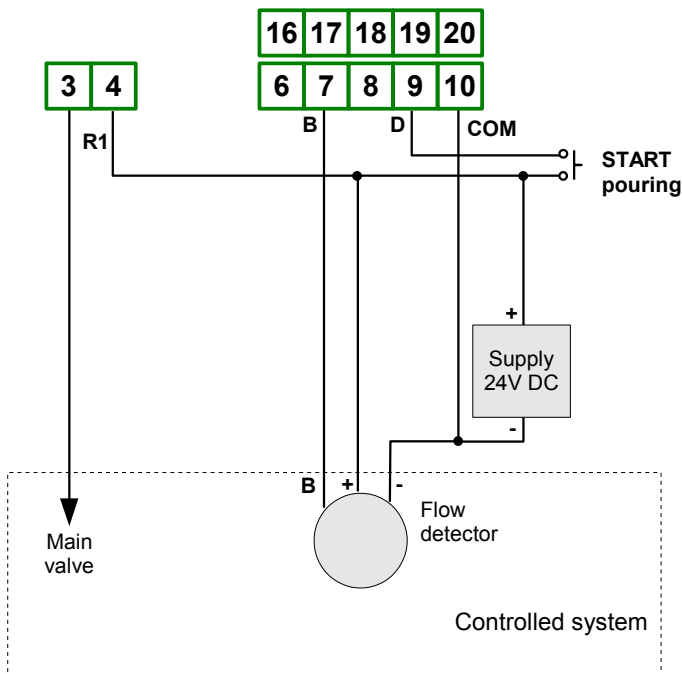 16 17 18 19 20
3 4 6 7 8 9 10
R1 B D COM
START
pouring
+
Supply
24V DC
-
B + -
Flow
detector
Main
valve
Controlled system